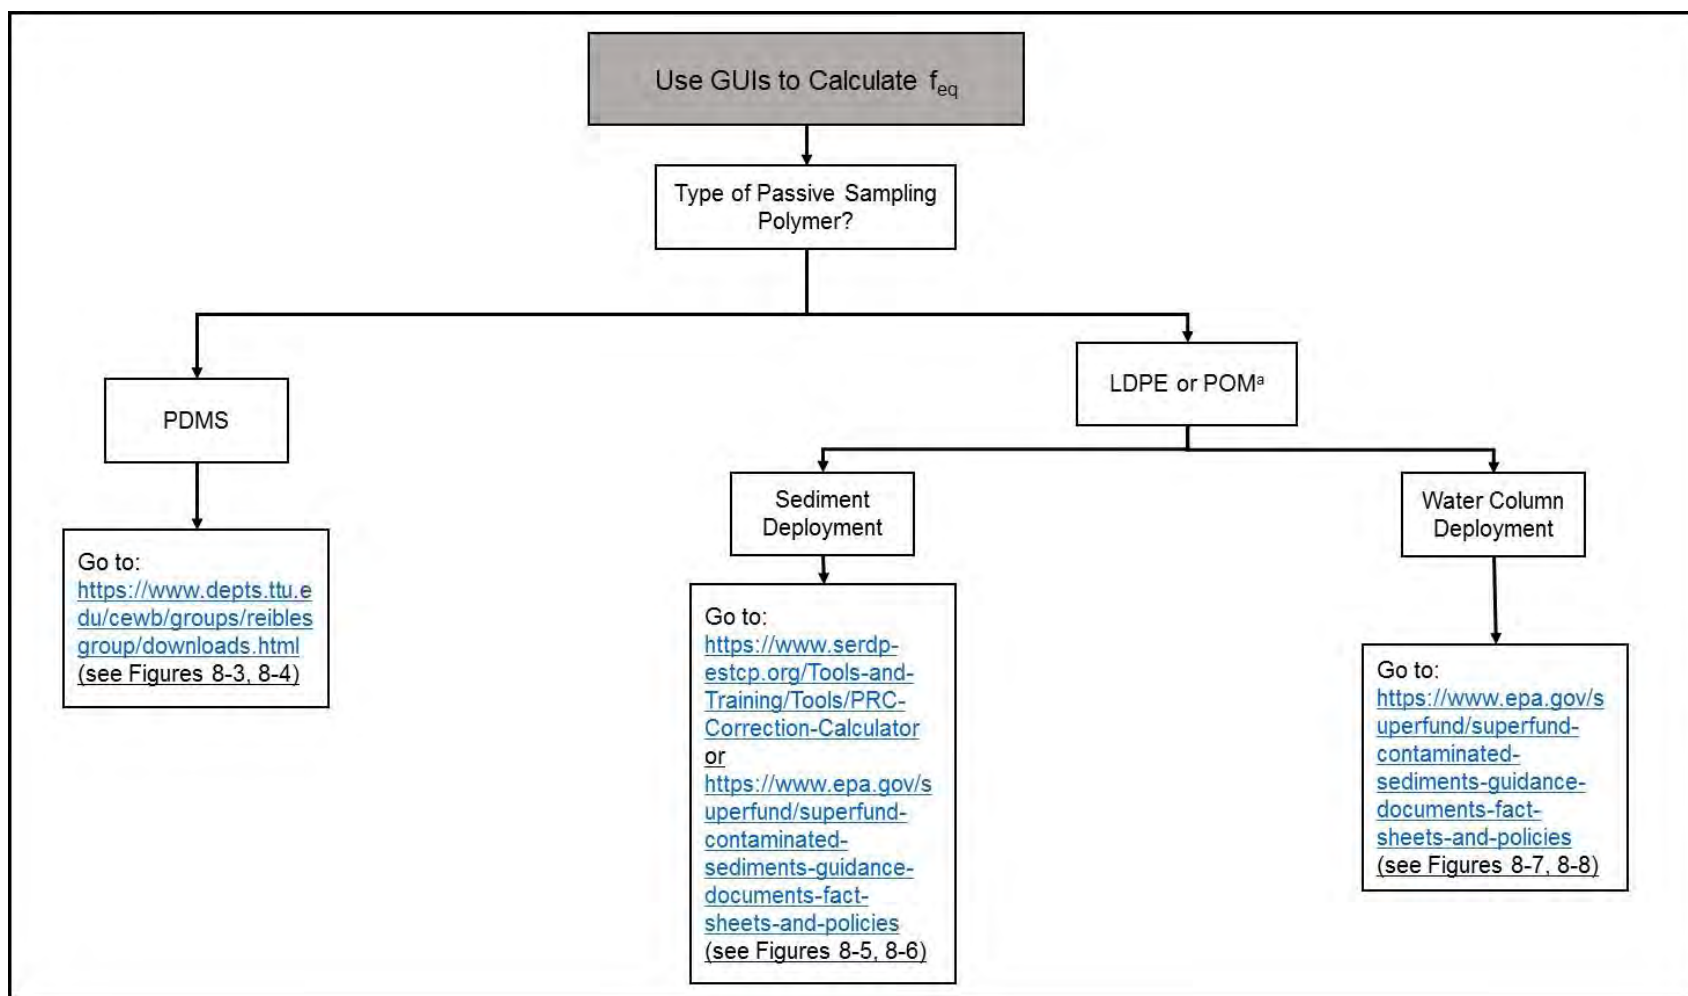 Use GUIs to Calculate feq
Type of Passive Sampling
Polymer?
PDMS
LDPE or POMa
Go to:
https://www.depts.ttu.e
du/cewb/groups/reibles
group/downloads.html
(see Figures 8-3, 8-4)
Sediment
Deployment
Water Column
Deployment
Go to:
https://www.serdp-
estcp.org/Tools-and-
Training/Tools/PRC-
Correction-Calculator
or
https://www.epa.gov/s
uperfund/superfund-
contaminated-
sediments-guidance-
documents-fact-
sheets-and-policies
(see Figures 8-5, 8-6)
Go to:
https://www.epa.gov/s
uperfund/superfund-
contaminated-
sediments-guidance-
documents-fact-
sheets-and-policies
(see Figures 8-7, 8-8)